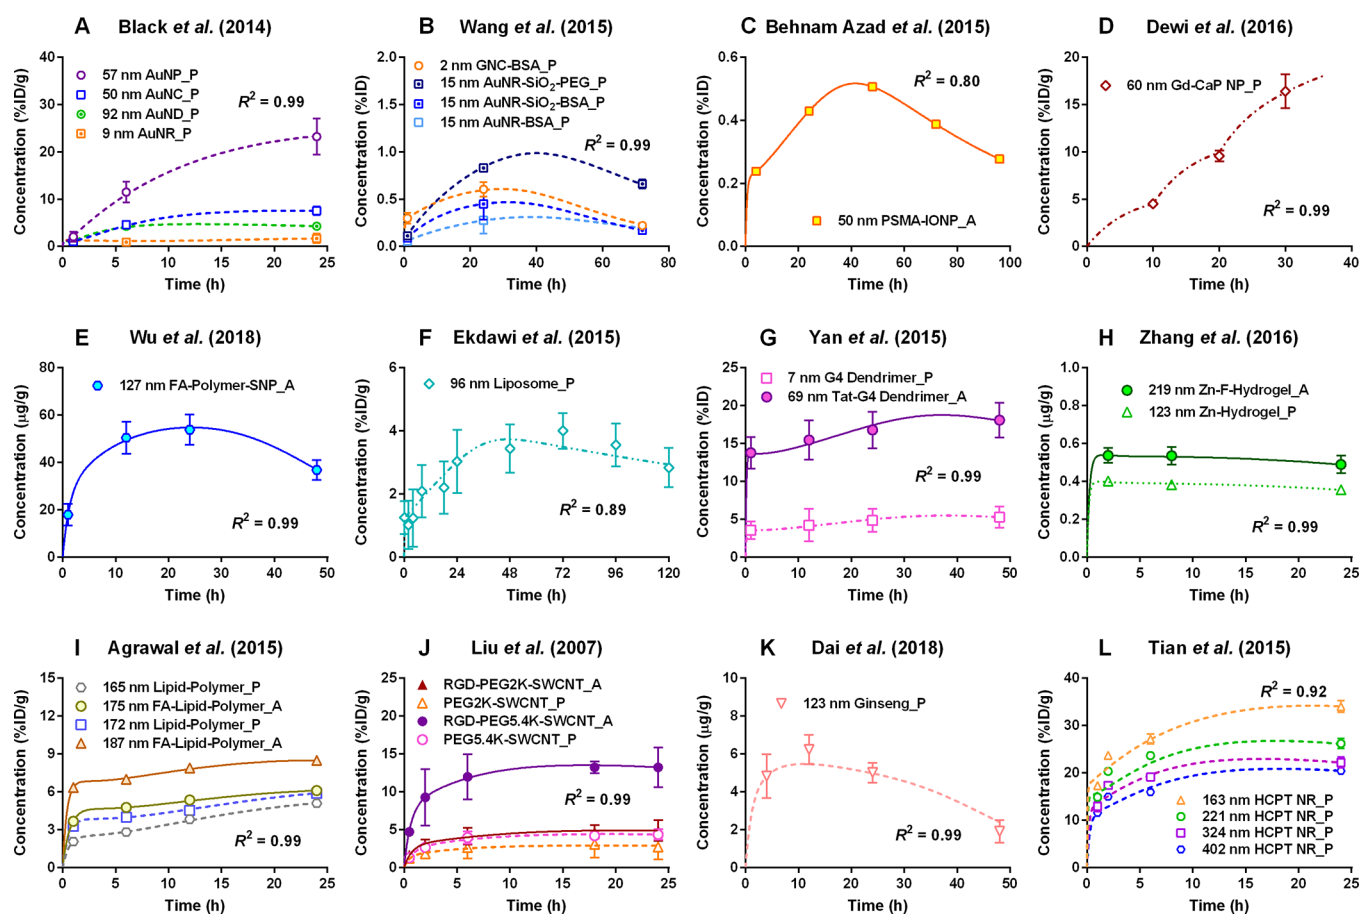 A Black et al. (2014)
Concentration (%ID/g)
40
30
20
10
0
57 nm AuNP_P
50 nm AuNC_P
92 nm AuND_P
9 nm AuNR_P
R² = 0.99
0 5 10 15 20 25
Time (h)
B Wang et al. (2015)
Concentration (%ID)
2.0
1.5
1.0
0.5
0.0
2 nm GNC-BSA_P
15 nm AuNR-SiO₂-PEG_P
15 nm AuNR-SiO₂-BSA_P
15 nm AuNR-BSA_P
R² = 0.99
0 20 40 60 80
Time (h)
C Behnam Azad et al. (2015)
Concentration (%ID/g)
0.6
0.4
0.2
0.0
R² = 0.80
50 nm PSMA-IONP_A
0 20 40 60 80 100
Time (h)
D Dewi et al. (2016)
Concentration (%ID/g)
20
15
10
5
0
60 nm Gd-CaP NP_P
R² = 0.99
0 10 20 30 40
Time (h)
E Wu et al. (2018)
Concentration (µg/g)
80
60
40
20
0
127 nm FA-Polymer-SNP_A
R² = 0.99
0 10 20 30 40 50
Time (h)
F Ekdawi et al. (2015)
Concentration (%ID/g)
6
4
2
0
96 nm Liposome_P
R² = 0.89
0 24 48 72 96 120
Time (h)
G Yan et al. (2015)
Concentration (%ID)
25
20
15
10
5
0
7 nm G4 Dendrimer_P
69 nm Tat-G4 Dendrimer_A
R² = 0.99
0 10 20 30 40 50
Time (h)
H Zhang et al. (2016)
Concentration (µg/g)
1.0
0.8
0.6
0.4
0.2
0.0
219 nm Zn-F-Hydrogel_A
123 nm Zn-Hydrogel_P
R² = 0.99
0 5 10 15 20 25
Time (h)
I Agrawal et al. (2015)
Concentration (%ID/g)
15
12
9
6
3
0
165 nm Lipid-Polymer_P
175 nm FA-Lipid-Polymer_A
172 nm Lipid-Polymer_P
187 nm FA-Lipid-Polymer_A
R² = 0.99
0 5 10 15 20 25
Time (h)
J Liu et al. (2007)
Concentration (%ID/g)
25
20
15
10
5
0
RGD-PEG2K-SWCNT_A
PEG2K-SWCNT_P
RGD-PEG5.4K-SWCNT_A
PEG5.4K-SWCNT_P
R² = 0.99
0 5 10 15 20 25
Time (h)
K Dai et al. (2018)
Concentration (µg/g)
10
8
6
4
2
0
123 nm Ginseng_P
R² = 0.99
0 10 20 30 40 50
Time (h)
L Tian et al. (2015)
Concentration (%ID/g)
40
30
20
10
0
R² = 0.92
163 nm HCPT NR_P
221 nm HCPT NR_P
324 nm HCPT NR_P
402 nm HCPT NR_P
0 5 10 15 20 25
Time (h)